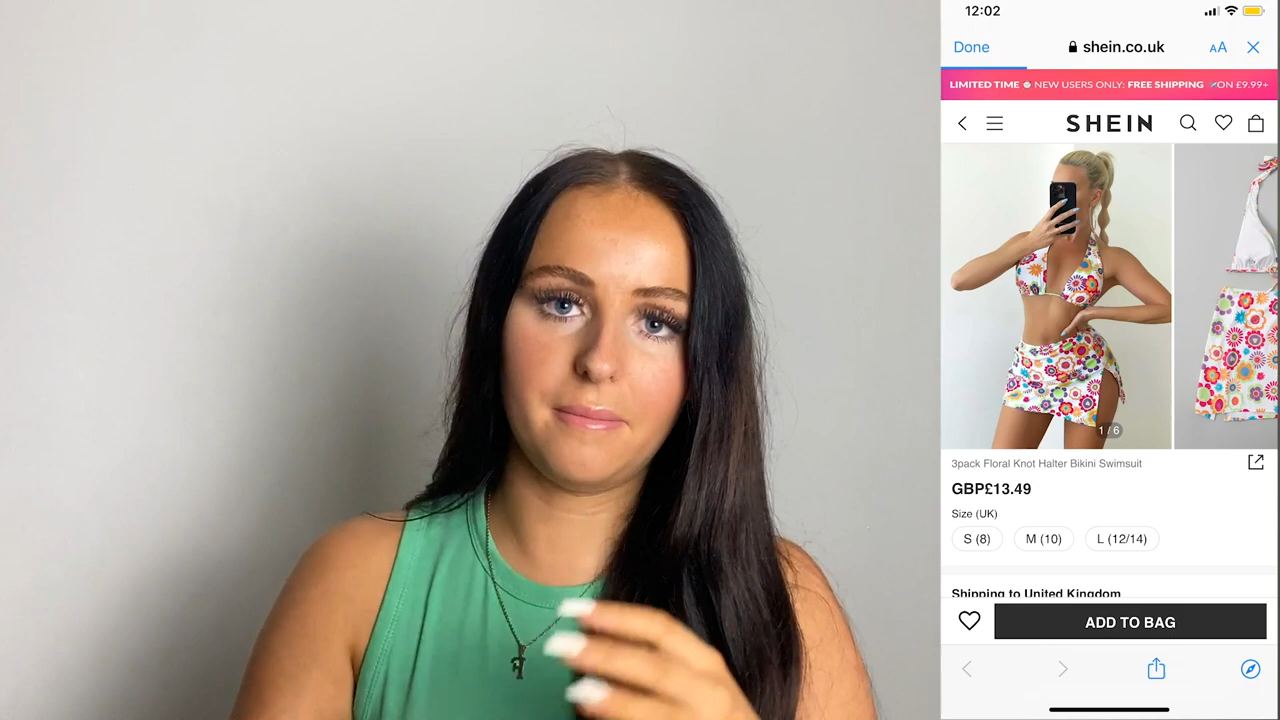 12:02
Done
shein.co.uk
AA
LIMITED TIME NEW USERS ONLY: FREE SHIPPING ON £9.99+
SHEIN
1 / 6
3pack Floral Knot Halter Bikini Swimsuit
GBP£13.49
Size (UK)
S (8)
M (10)
L (12/14)
Shipping to United Kingdom
ADD TO BAG